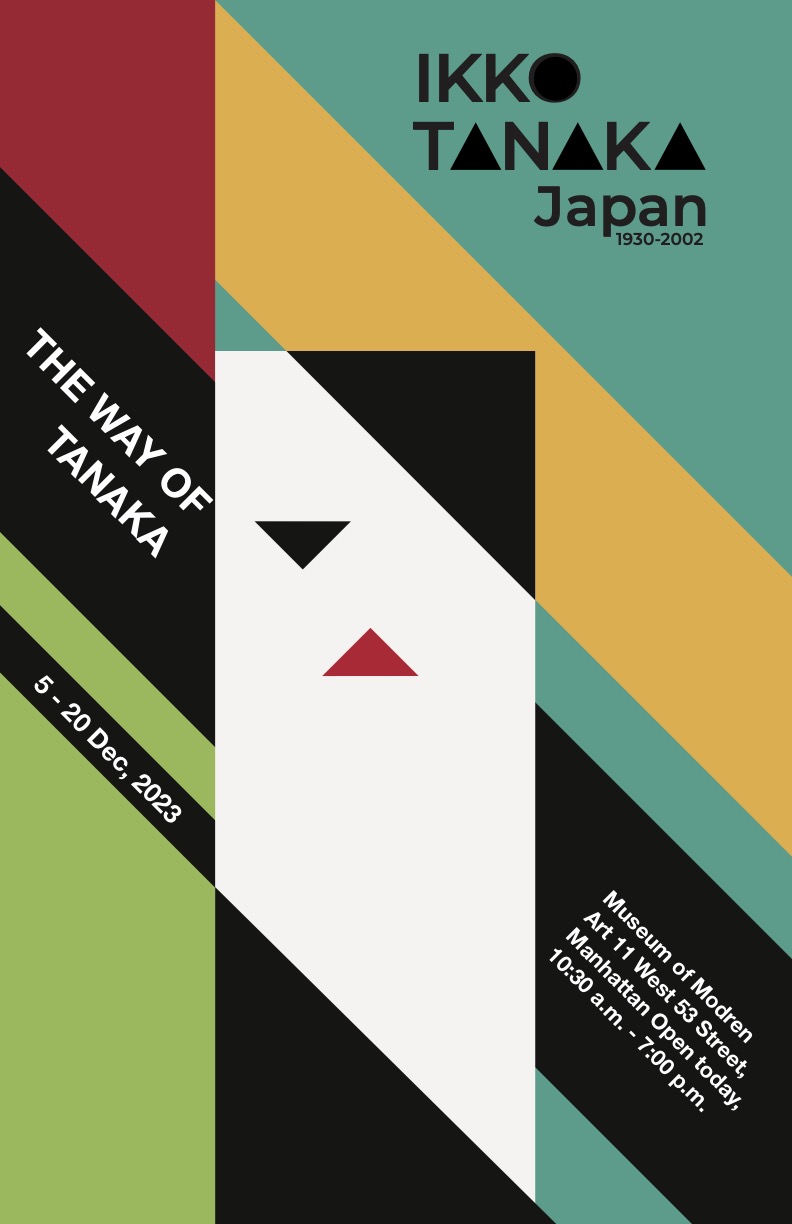 IKKO
TANAKA
Japan
1930-2002
THE WAY OF
TANAKA
5 - 20 Dec, 2023
Museum of Modren
Art 11 West 53 Street,
Manhattan Open today,
10:30 a.m. - 7:00 p.m.